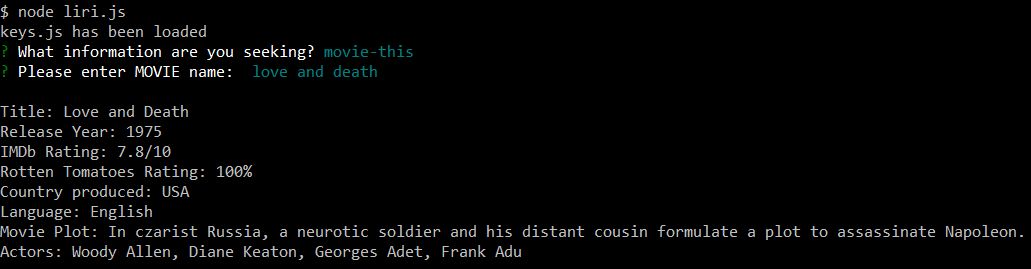 $ node liri.js
keys.js has been loaded
? What information are you seeking? movie-this
? Please enter MOVIE name:  love and death
Title: Love and Death
Release Year: 1975
IMDb Rating: 7.8/10
Rotten Tomatoes Rating: 100%
Country produced: USA
Language: English
Movie Plot: In czarist Russia, a neurotic soldier and his distant cousin formulate a plot to assassinate Napoleon.
Actors: Woody Allen, Diane Keaton, Georges Adet, Frank Adu